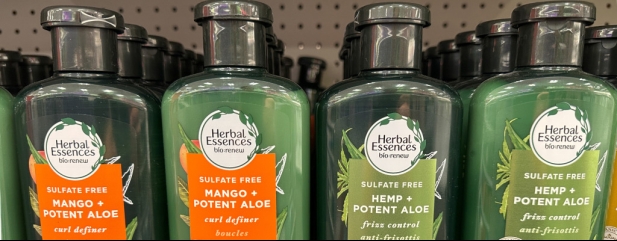 Herbal
Essences
bio:renew
SULFATE FREE
MANGO +
POTENT ALOE
curl definer
Herbal
Essences
bio:renew
SULFATE FREE
MANGO +
POTENT ALOE
curl definer
boucles
Herbal
Essences
bio:renew
SULFATE FREE
HEMP +
POTENT ALOE
frizz control
anti-frisottis
Herbal
Essences
bio:renew
SULFATE FREE
HEMP +
POTENT ALOE
frizz control
anti-frisottis